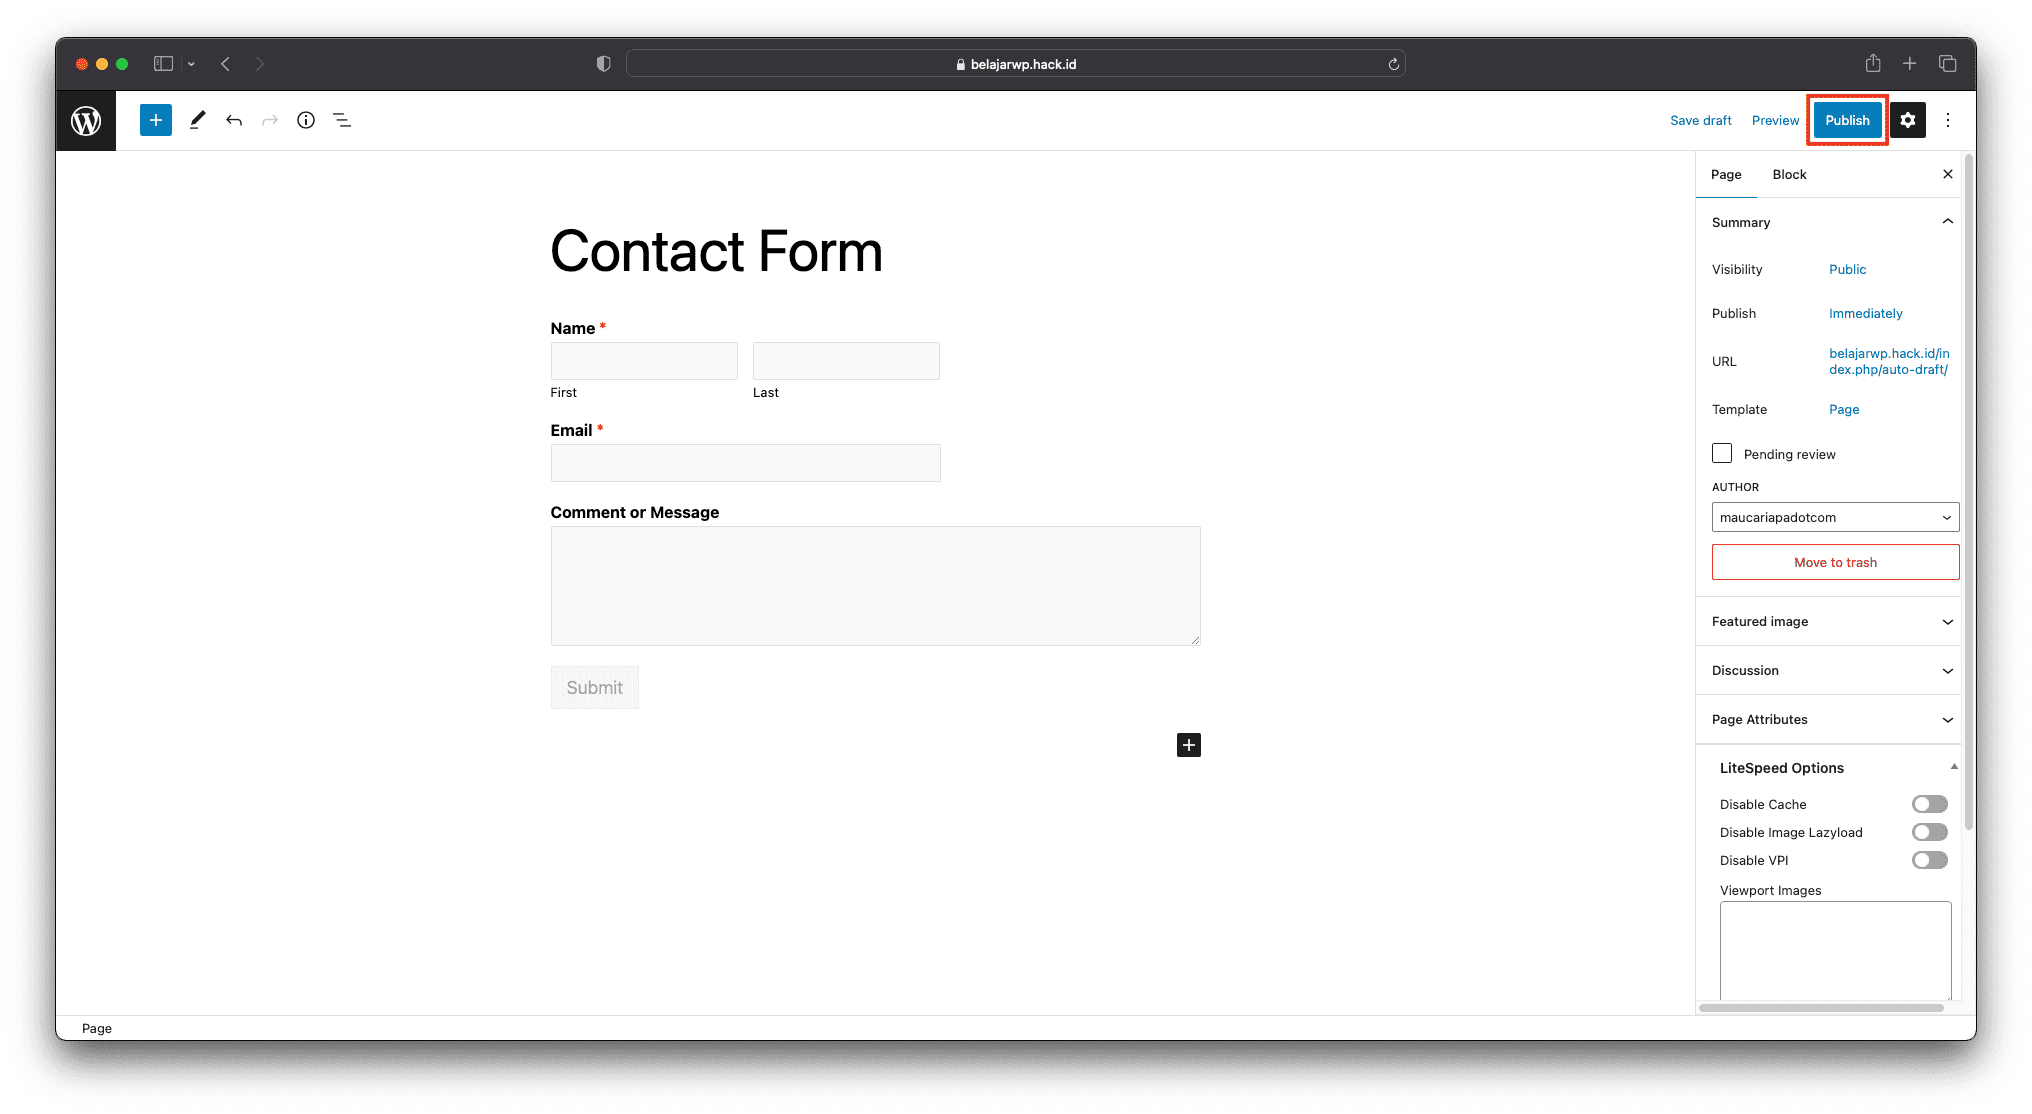 belajarwp.hack.id
Save draft
Preview
Publish
Page
Block
Contact Form
Name *
First
Last
Email *
Comment or Message
Submit
Summary
Visibility
Public
Publish
Immediately
URL
belajarwp.hack.id/in
dex.php/auto-draft/
Template
Page
Pending review
AUTHOR
maucariapadotcom
Move to trash
Featured image
Discussion
Page Attributes
LiteSpeed Options
Disable Cache
Disable Image Lazyload
Disable VPI
Viewport Images
Page